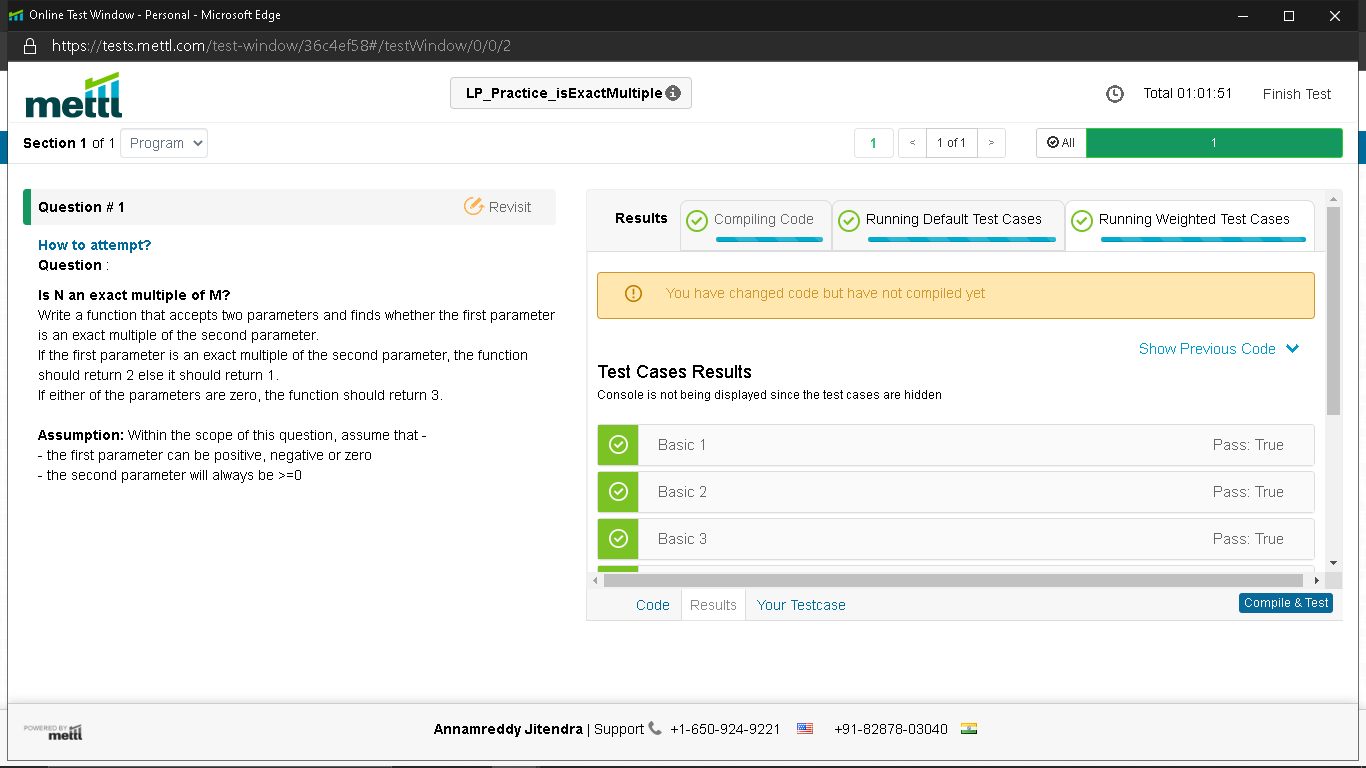 Online Test Window - Personal - Microsoft Edge
https://tests.mettl.com/test-window/36c4ef58#/testWindow/0/0/2
mettl
LP_Practice_isExactMultiple
Total 01:01:51
Finish Test
Section 1 of 1 Program
1 < 1 of 1 >
All 1
Question # 1
Revisit
How to attempt?
Question :
Is N an exact multiple of M?
Write a function that accepts two parameters and finds whether the first parameter
is an exact multiple of the second parameter.
If the first parameter is an exact multiple of the second parameter, the function
should return 2 else it should return 1.
If either of the parameters are zero, the function should return 3.
Assumption: Within the scope of this question, assume that -
- the first parameter can be positive, negative or zero
- the second parameter will always be >=0
Results Compiling Code Running Default Test Cases Running Weighted Test Cases
You have changed code but have not compiled yet
Show Previous Code
Test Cases Results
Console is not being displayed since the test cases are hidden
Basic 1 Pass: True
Basic 2 Pass: True
Basic 3 Pass: True
Code Results Your Testcase Compile & Test
POWERED BY
mettl
Annamreddy Jitendra | Support +1-650-924-9221 +91-82878-03040